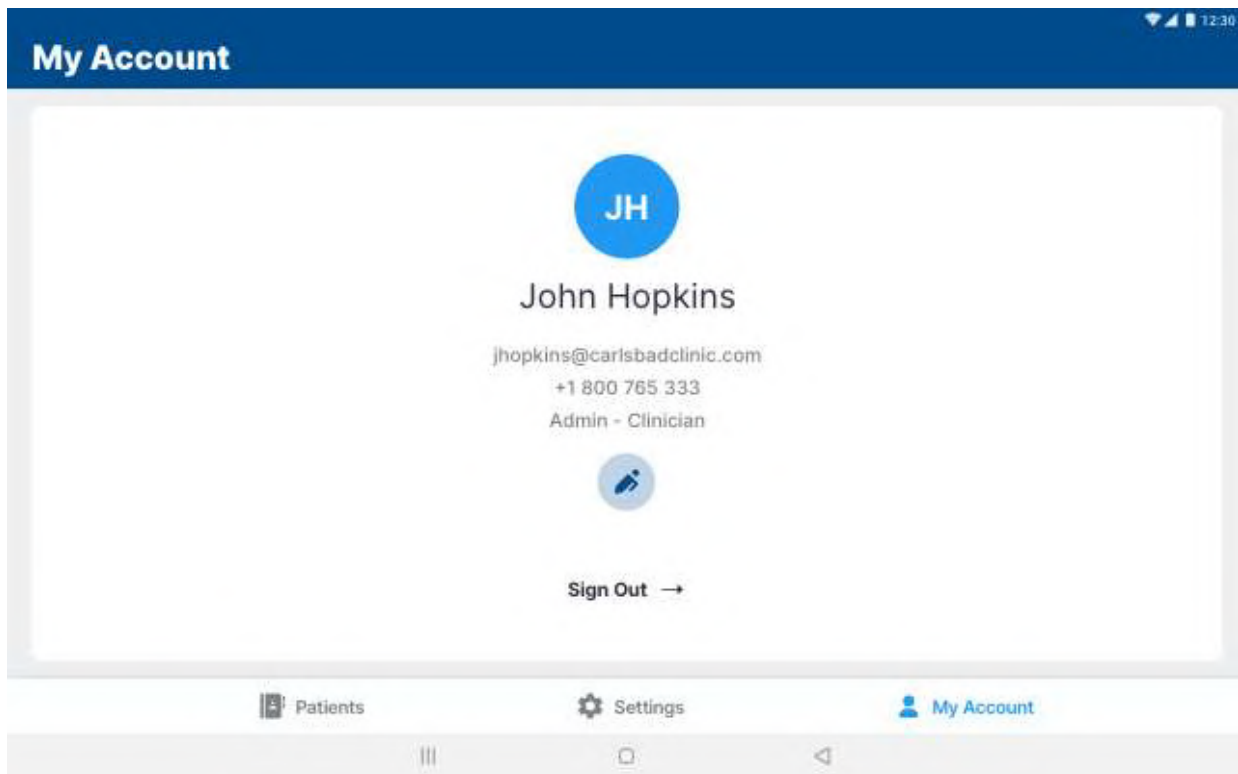 12:30
My Account
JH
John Hopkins
jhopkins@carlsbadclinic.com
+1 800 765 333
Admin - Clinician
Sign Out →
Patients
Settings
My Account